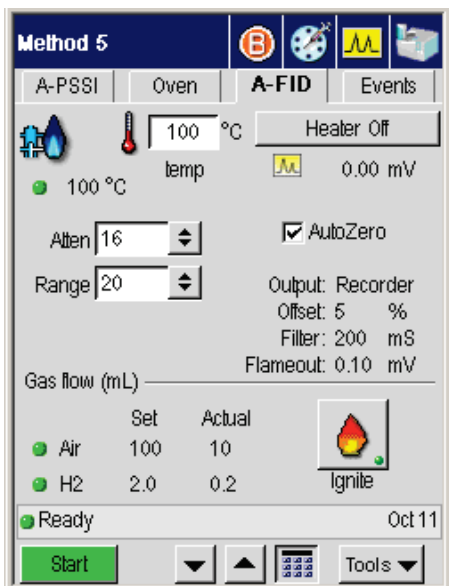 Method 5 B
A-PSSI Oven A-FID Events
100 °C Heater Off
temp 0.00 mV
100 °C
Atten 16 AutoZero
Range 20 Output: Recorder
Offset: 5 %
Filter: 200 mS
Flameout: 0.10 mV
Gas flow (mL)
Set Actual
Air 100 10
H2 2.0 0.2 Ignite
Ready Oct 11
Start Tools